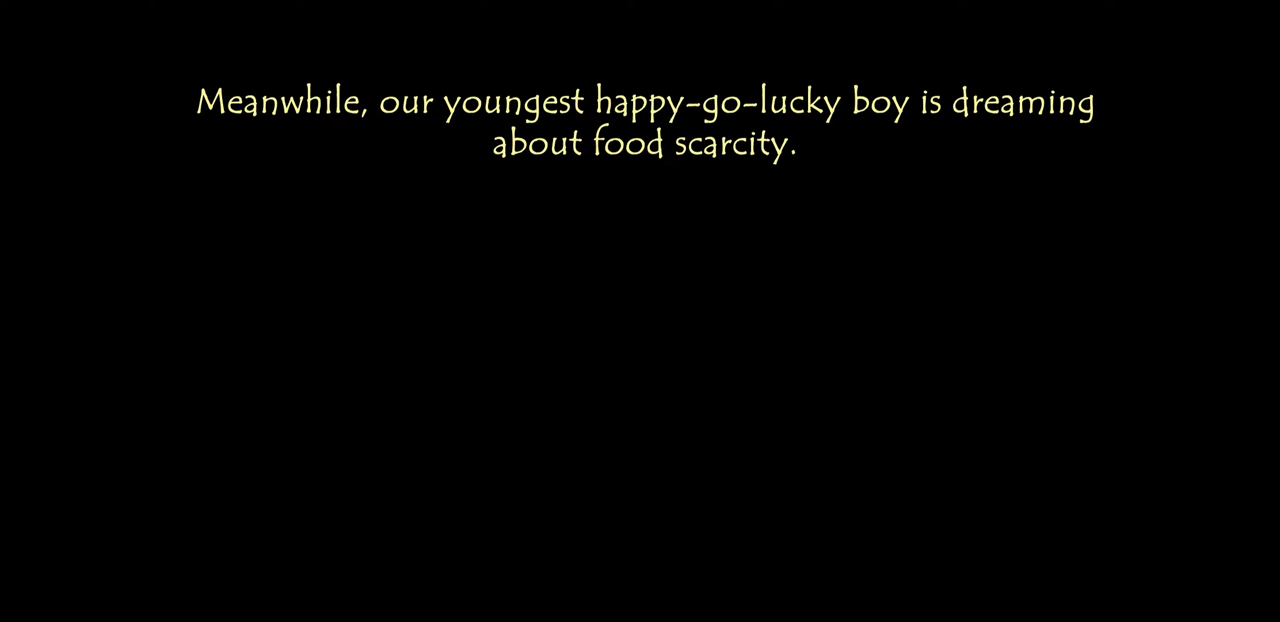 Meanwhile, our youngest happy-go-lucky boy is dreaming
about food scarcity.